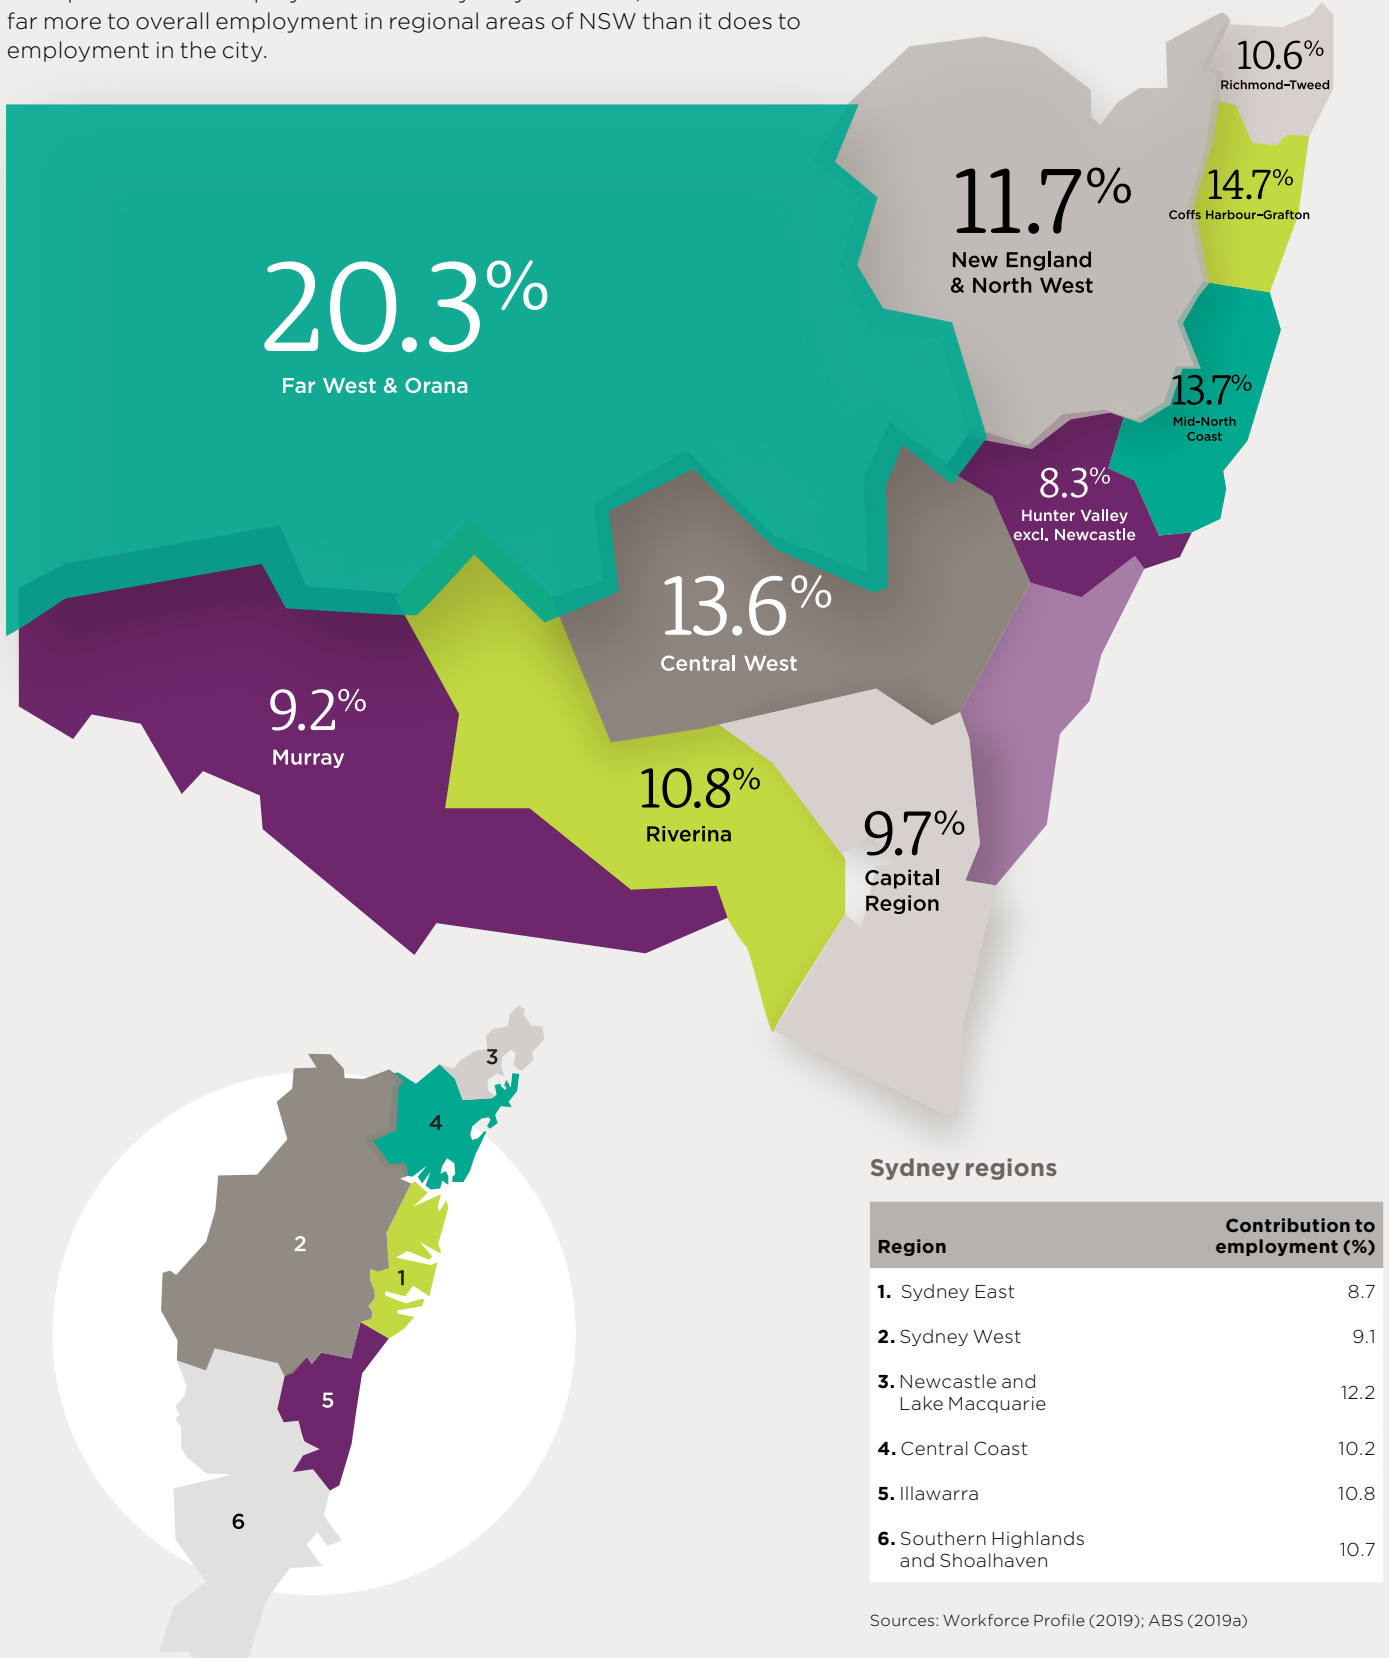 far more to overall employment in regional areas of NSW than it does to
employment in the city.
10.6%
Richmond–Tweed
11.7%
New England
& North West
14.7%
Coffs Harbour–Grafton
20.3%
Far West & Orana
13.7%
Mid-North
Coast
8.3%
Hunter Valley
excl. Newcastle
13.6%
Central West
9.2%
Murray
10.8%
Riverina
9.7%
Capital
Region
3
4
2
1
5
6
Sydney regions
Region
Contribution to
employment (%)
1. Sydney East 8.7
2. Sydney West 9.1
3. Newcastle and
Lake Macquarie 12.2
4. Central Coast 10.2
5. Illawarra 10.8
6. Southern Highlands
and Shoalhaven 10.7
Sources: Workforce Profile (2019); ABS (2019a)